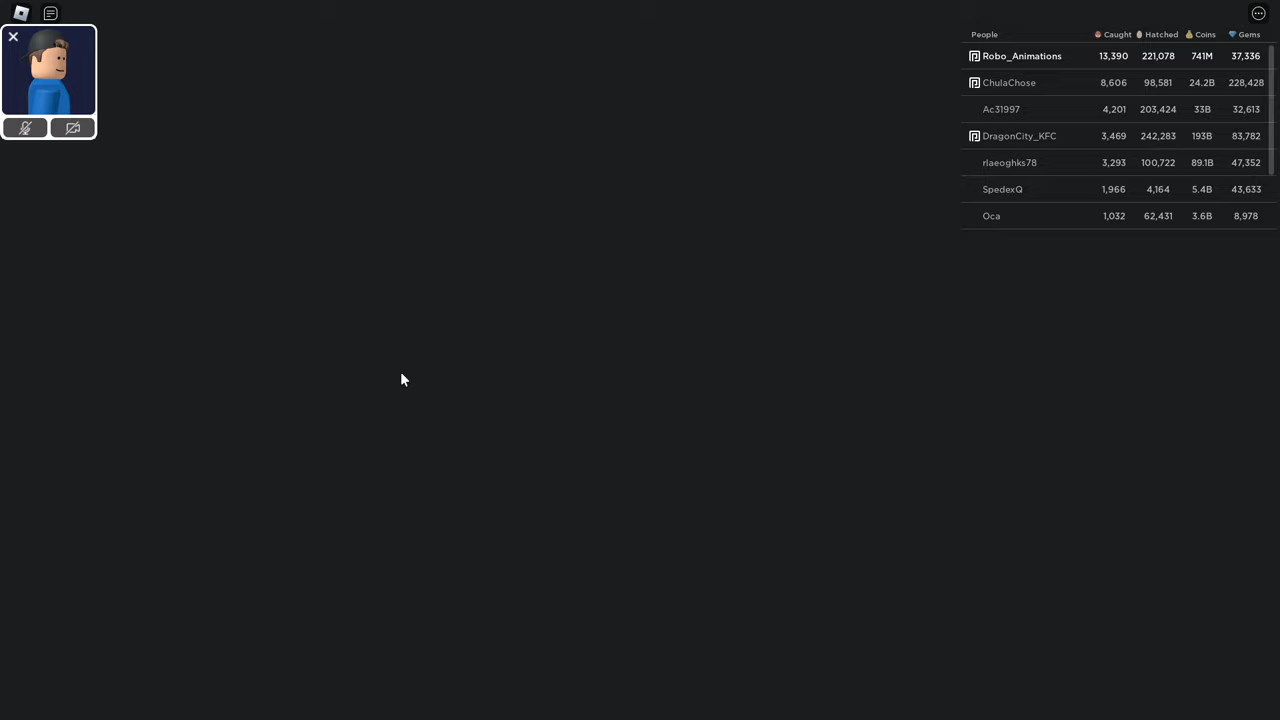 People Caught Hatched Coins Gems
Robo_Animations 13,390 221,078 741M 37,336
ChulaChose 8,606 98,581 24.2B 228,428
Ac31997 4,201 203,424 33B 32,613
DragonCity_KFC 3,469 242,283 193B 83,782
rlaeoghks78 3,293 100,722 89.1B 47,352
SpedexQ 1,966 4,164 5.4B 43,633
Oca 1,032 62,431 3.6B 8,978